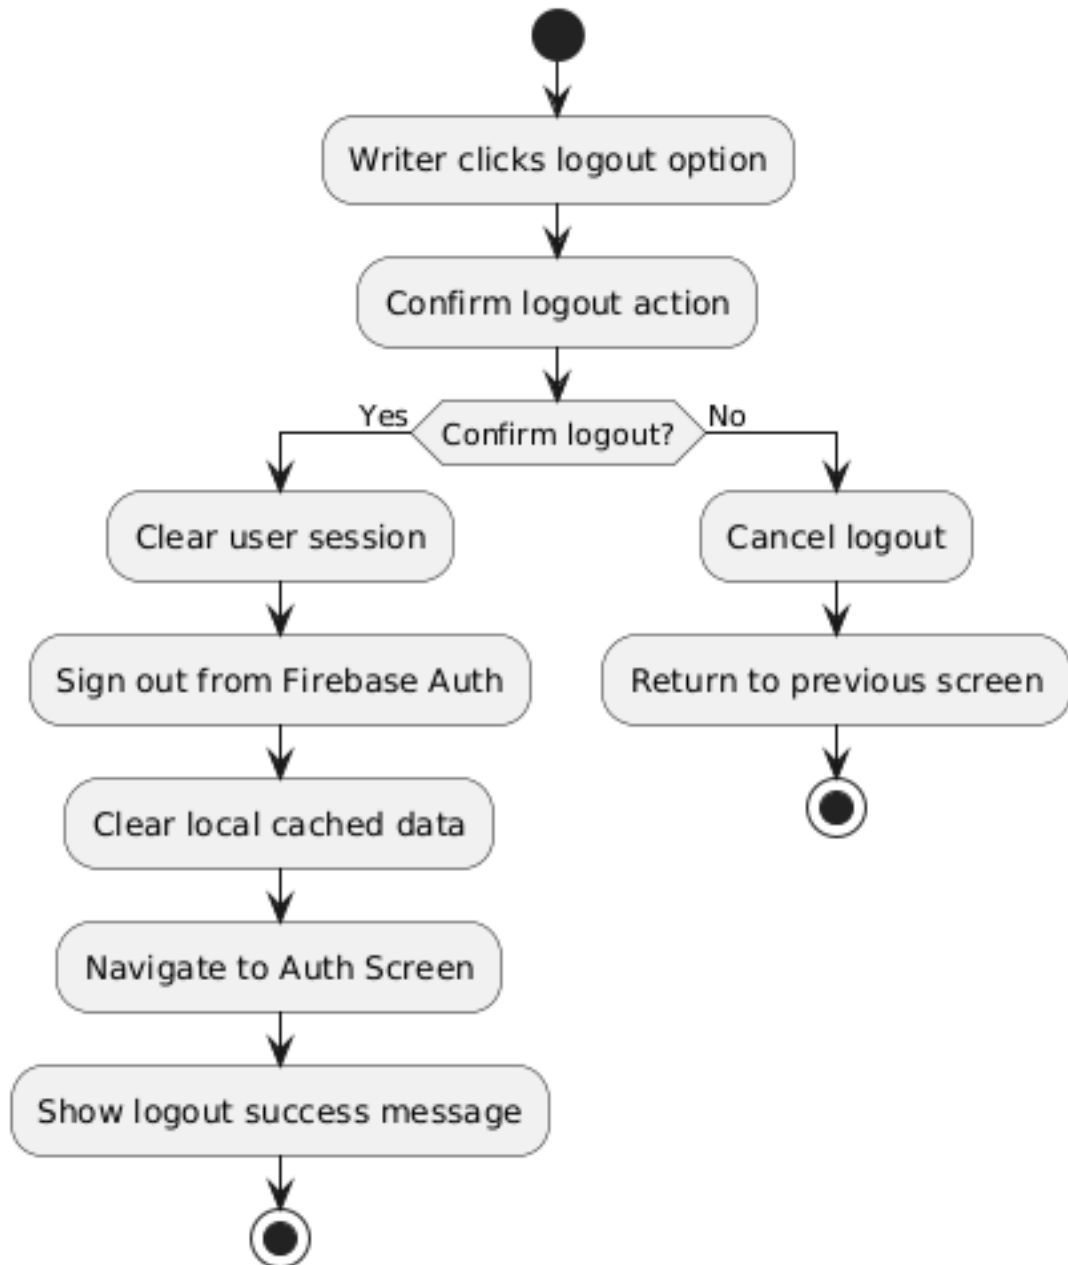 Writer clicks logout option
Confirm logout action
Yes
Confirm logout?
No
Clear user session
Cancel logout
Sign out from Firebase Auth
Return to previous screen
Clear local cached data
Navigate to Auth Screen
Show logout success message